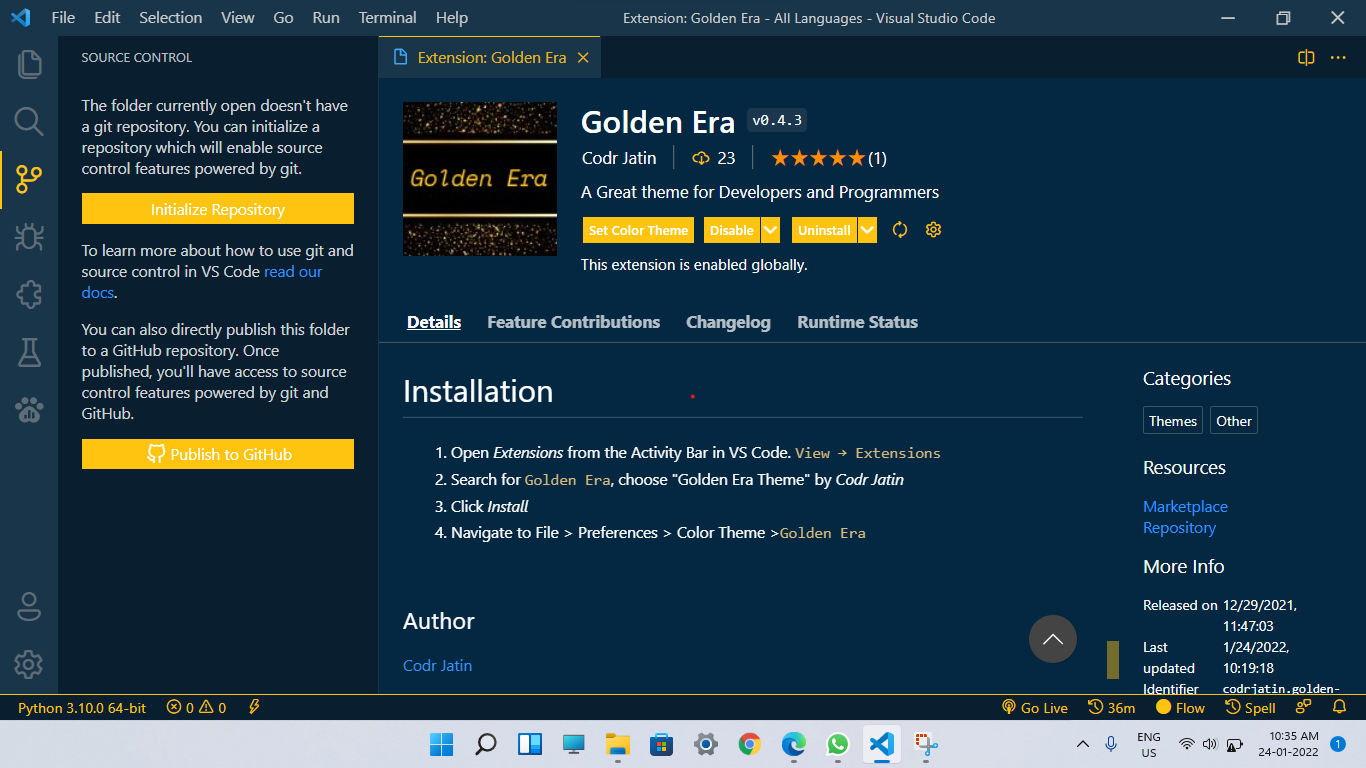 File Edit Selection View Go Run Terminal Help
Extension: Golden Era - All Languages - Visual Studio Code
SOURCE CONTROL
The folder currently open doesn't have
a git repository. You can initialize a
repository which will enable source
control features powered by git.
Initialize Repository
To learn more about how to use git and
source control in VS Code read our
docs.
You can also directly publish this folder
to a GitHub repository. Once
published, you'll have access to source
control features powered by git and
GitHub.
Publish to GitHub
Extension: Golden Era
Golden Era
Golden Era v0.4.3
Codr Jatin 23 (1)
A Great theme for Developers and Programmers
Set Color Theme Disable Uninstall
This extension is enabled globally.
Details Feature Contributions Changelog Runtime Status
Installation
1. Open Extensions from the Activity Bar in VS Code. View → Extensions
2. Search for Golden Era, choose "Golden Era Theme" by Codr Jatin
3. Click Install
4. Navigate to File > Preferences > Color Theme >Golden Era
Author
Codr Jatin
Categories
Themes Other
Resources
Marketplace
Repository
More Info
Released on 12/29/2021,
11:47:03
Last 1/24/2022,
updated 10:19:18
Identifier codrjatin.golden-
Python 3.10.0 64-bit 0 0 Go Live 36m Flow Spell
ENG
US
10:35 AM
24-01-2022
1